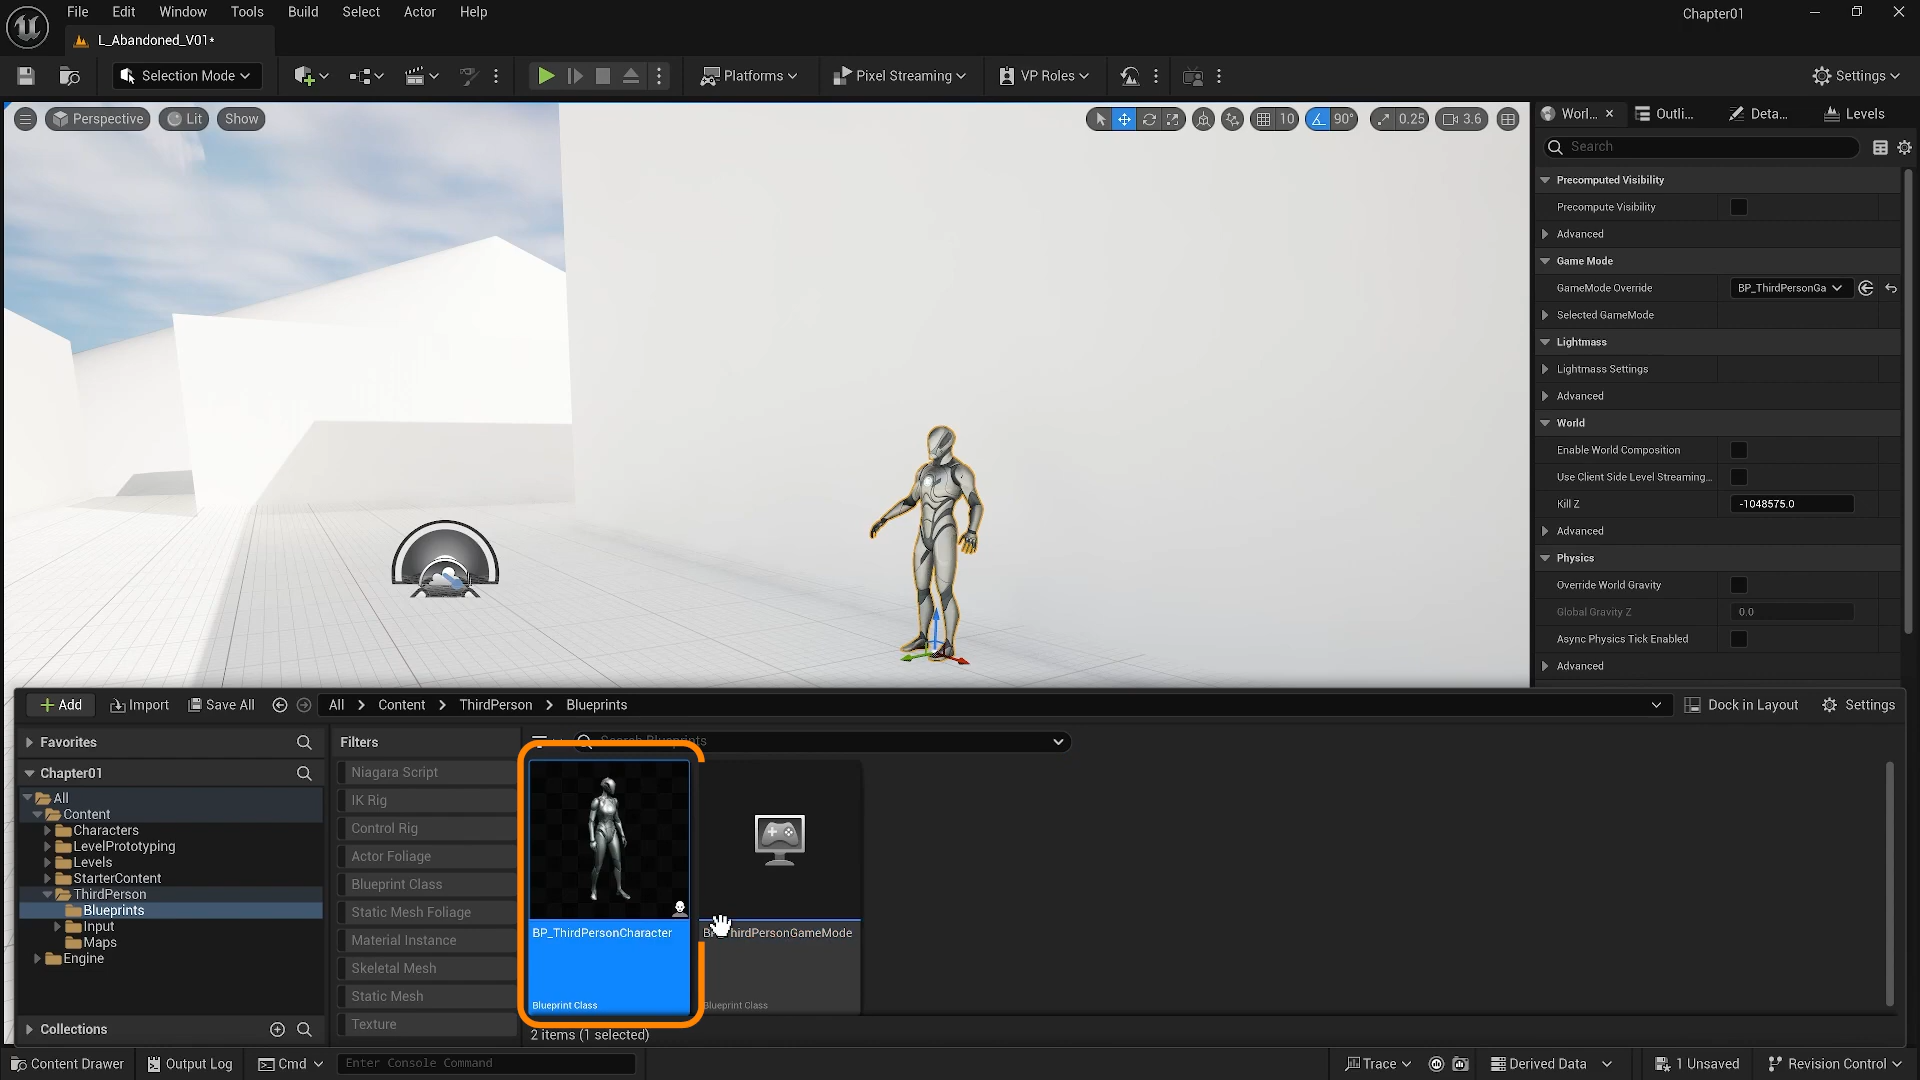 File Edit Window Tools Build Select Actor Help
Chapter01
L_Abandoned_V01*
Selection Mode
Platforms
Pixel Streaming
VP Roles
Settings
Perspective
Lit
Show
10
90°
0.25
3.6
Worl...
Outli...
Deta...
Levels
Search
Precomputed Visibility
Precompute Visibility
Advanced
Game Mode
GameMode Override
BP_ThirdPersonGa
Selected GameMode
Lightmass
Lightmass Settings
Advanced
World
Enable World Composition
Use Client Side Level Streaming...
Kill Z
-1048575.0
Advanced
Physics
Override World Gravity
Global Gravity Z
0.0
Async Physics Tick Enabled
Advanced
Add
Import
Save All
All > Content > ThirdPerson > Blueprints
Dock in Layout
Settings
Favorites
Chapter01
All
Content
Characters
LevelPrototyping
Levels
StarterContent
ThirdPerson
Blueprints
Input
Maps
Engine
Collections
Filters
Niagara Script
IK Rig
Control Rig
Actor Foliage
Blueprint Class
Static Mesh Foliage
Material Instance
Skeletal Mesh
Static Mesh
Texture
Search Blueprints
BP_ThirdPersonCharacter
Blueprint Class
BP_ThirdPersonGameMode
Blueprint Class
2 items (1 selected)
Content Drawer
Output Log
Cmd
Enter Console Command
Trace
Derived Data
1 Unsaved
Revision Control